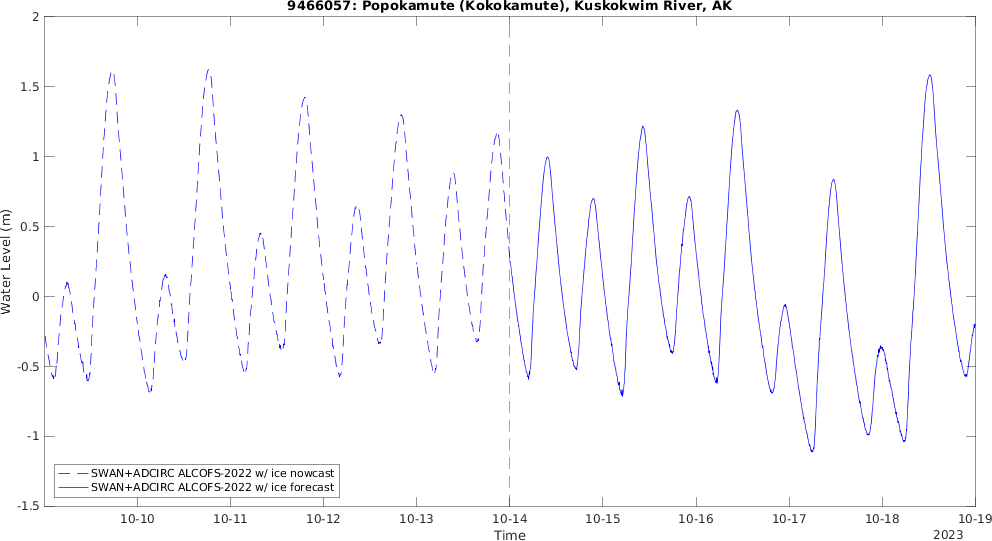 9466057: Popokamute (Kokokamute), Kuskokwim River, AK
2
1.5
1
0.5
0
-0.5
-1
-1.5
Water Level (m)
SWAN+ADCIRC ALCOFS-2022 w/ ice nowcast
SWAN+ADCIRC ALCOFS-2022 w/ ice forecast
10-10 10-11 10-12 10-13 10-14 10-15 10-16 10-17 10-18 10-19
Time
2023